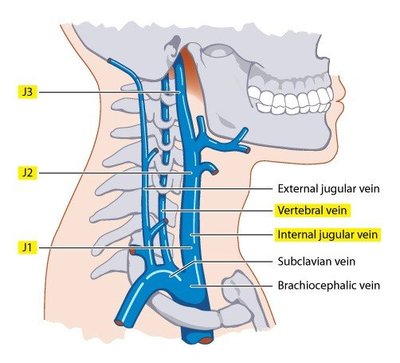 J3
J2
External jugular vein
Vertebral vein
Internal jugular vein
J1
Subclavian vein
Brachiocephalic vein